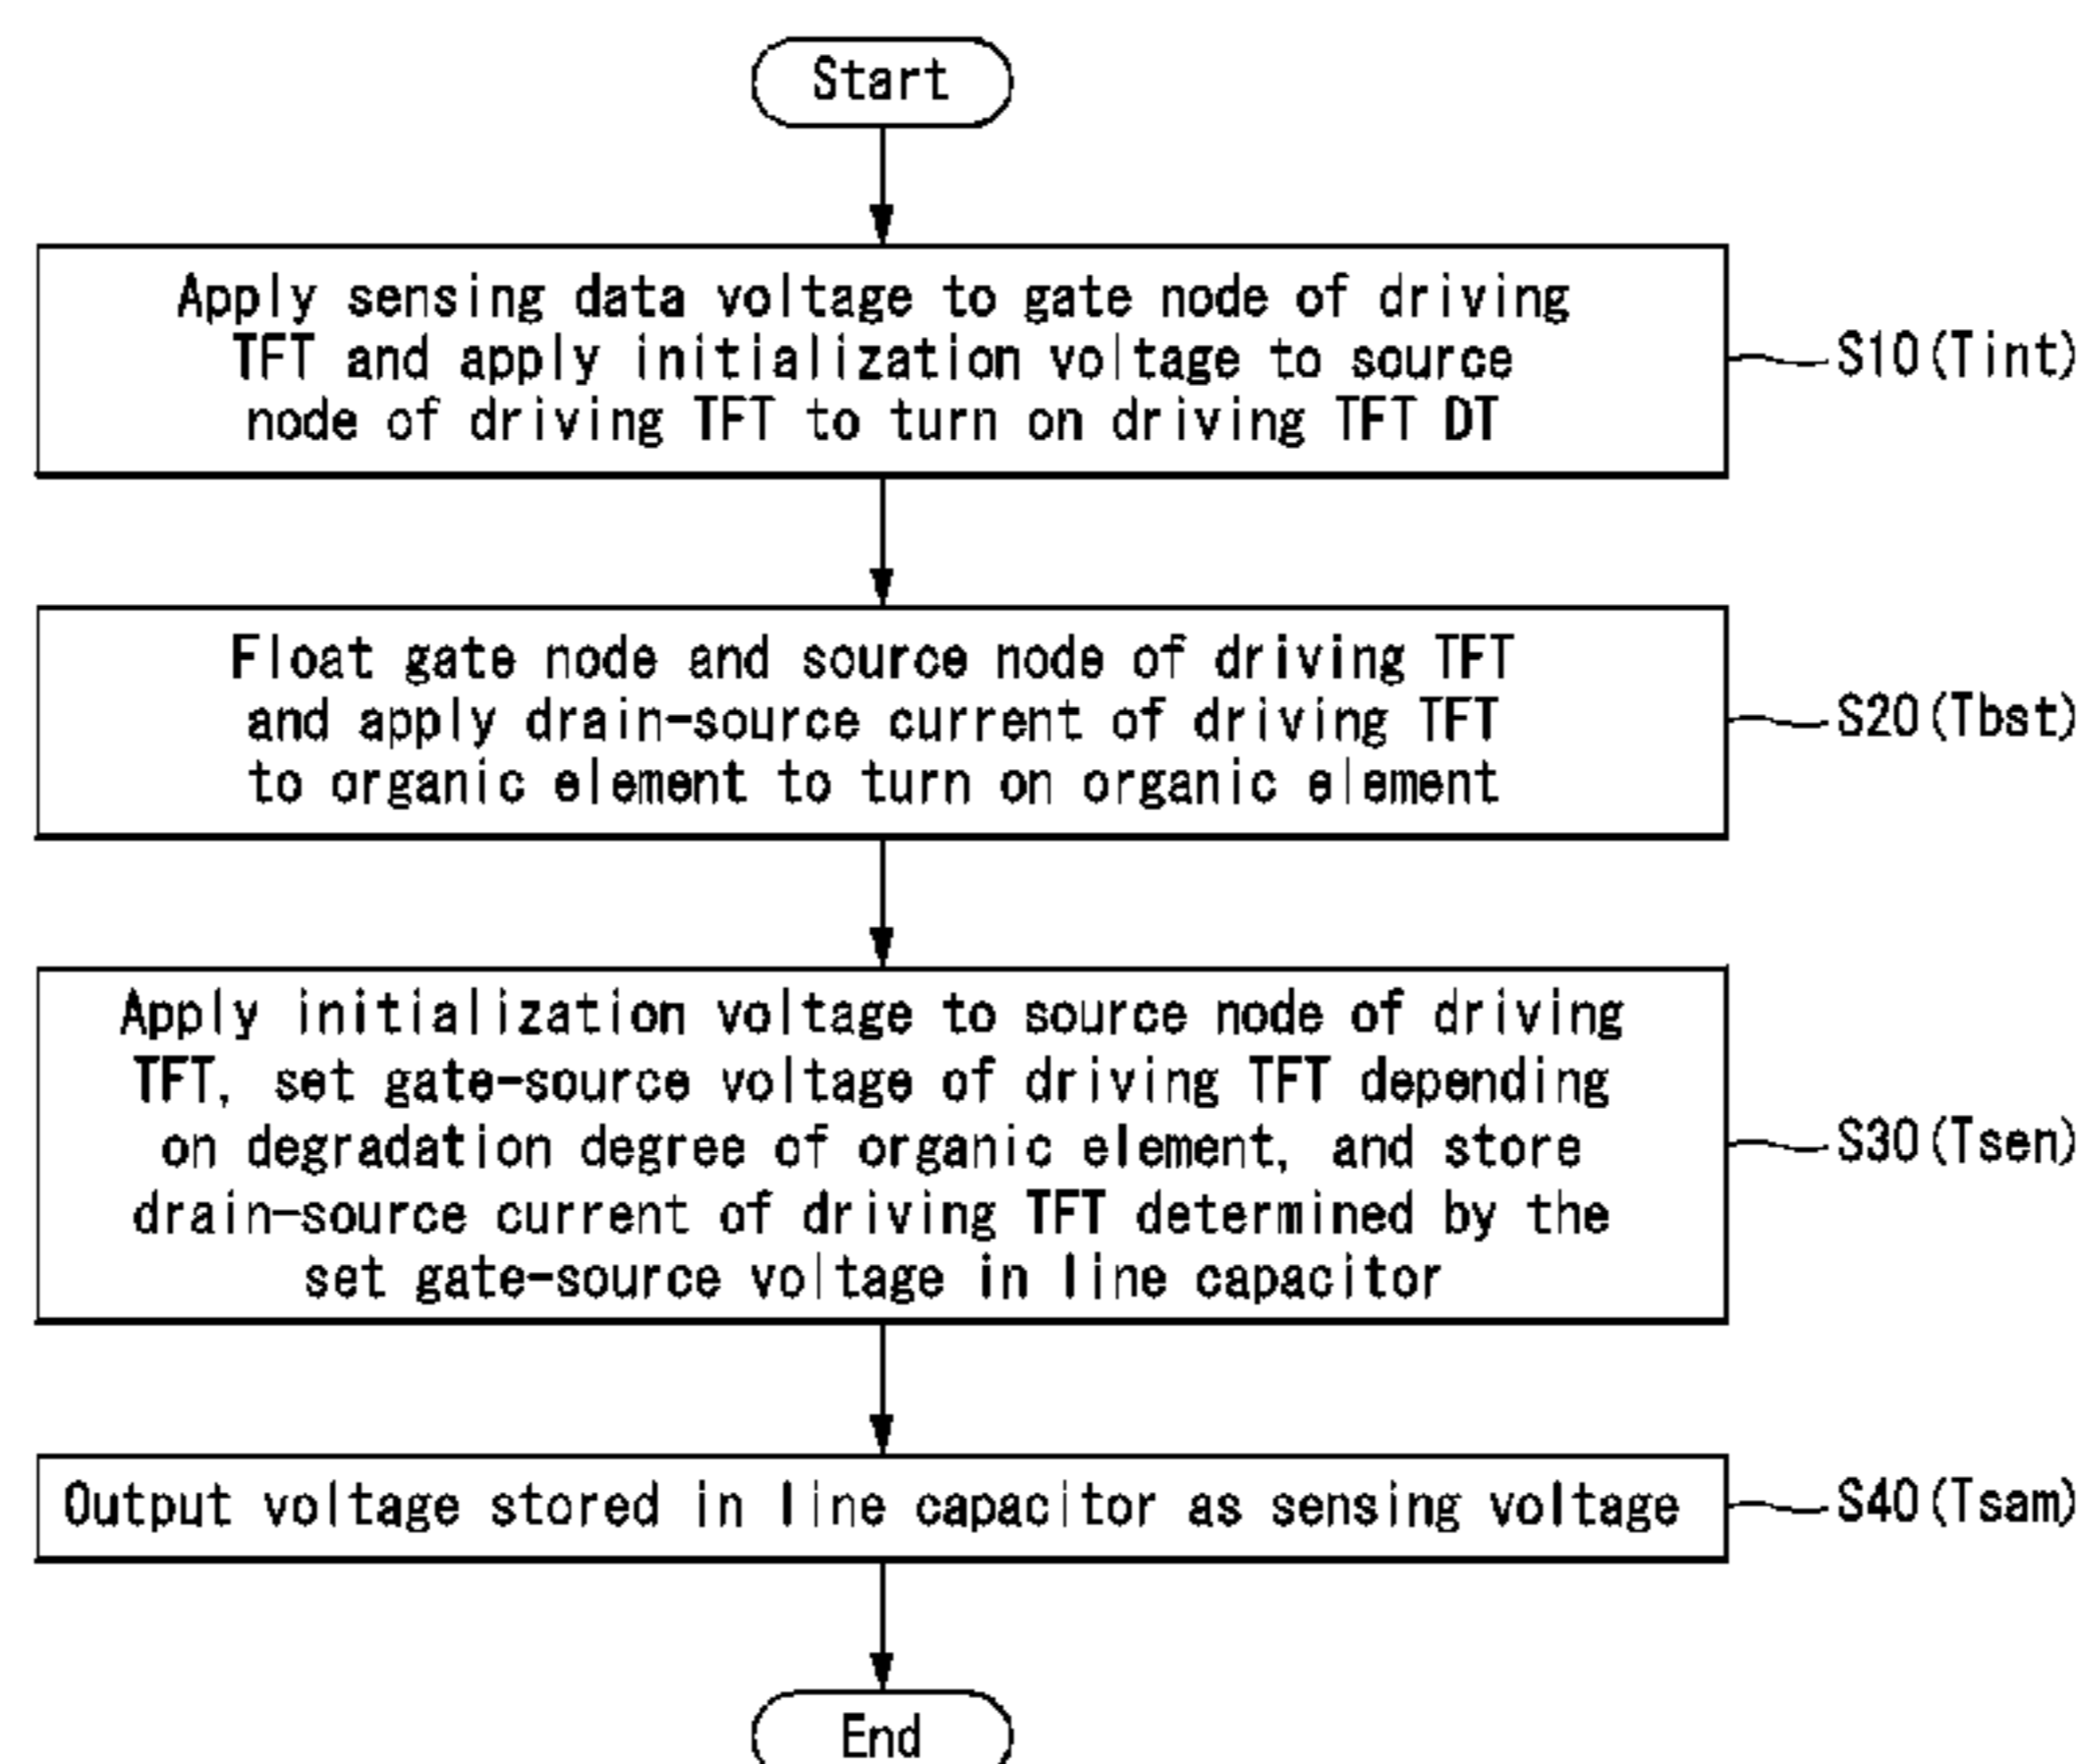 Start
Apply sensing data voltage to gate node of driving
TFT and apply initialization voltage to source
node of driving TFT to turn on driving TFT DT
S10(Tint)
Float gate node and source node of driving TFT
and apply drain-source current of driving TFT
to organic element to turn on organic element
S20(Tbst)
Apply initialization voltage to source node of driving
TFT, set gate-source voltage of driving TFT depending
on degradation degree of organic element, and store
drain-source current of driving TFT determined by the
set gate-source voltage in line capacitor
S30(Tsen)
Output voltage stored in line capacitor as sensing voltage
S40(Tsam)
End